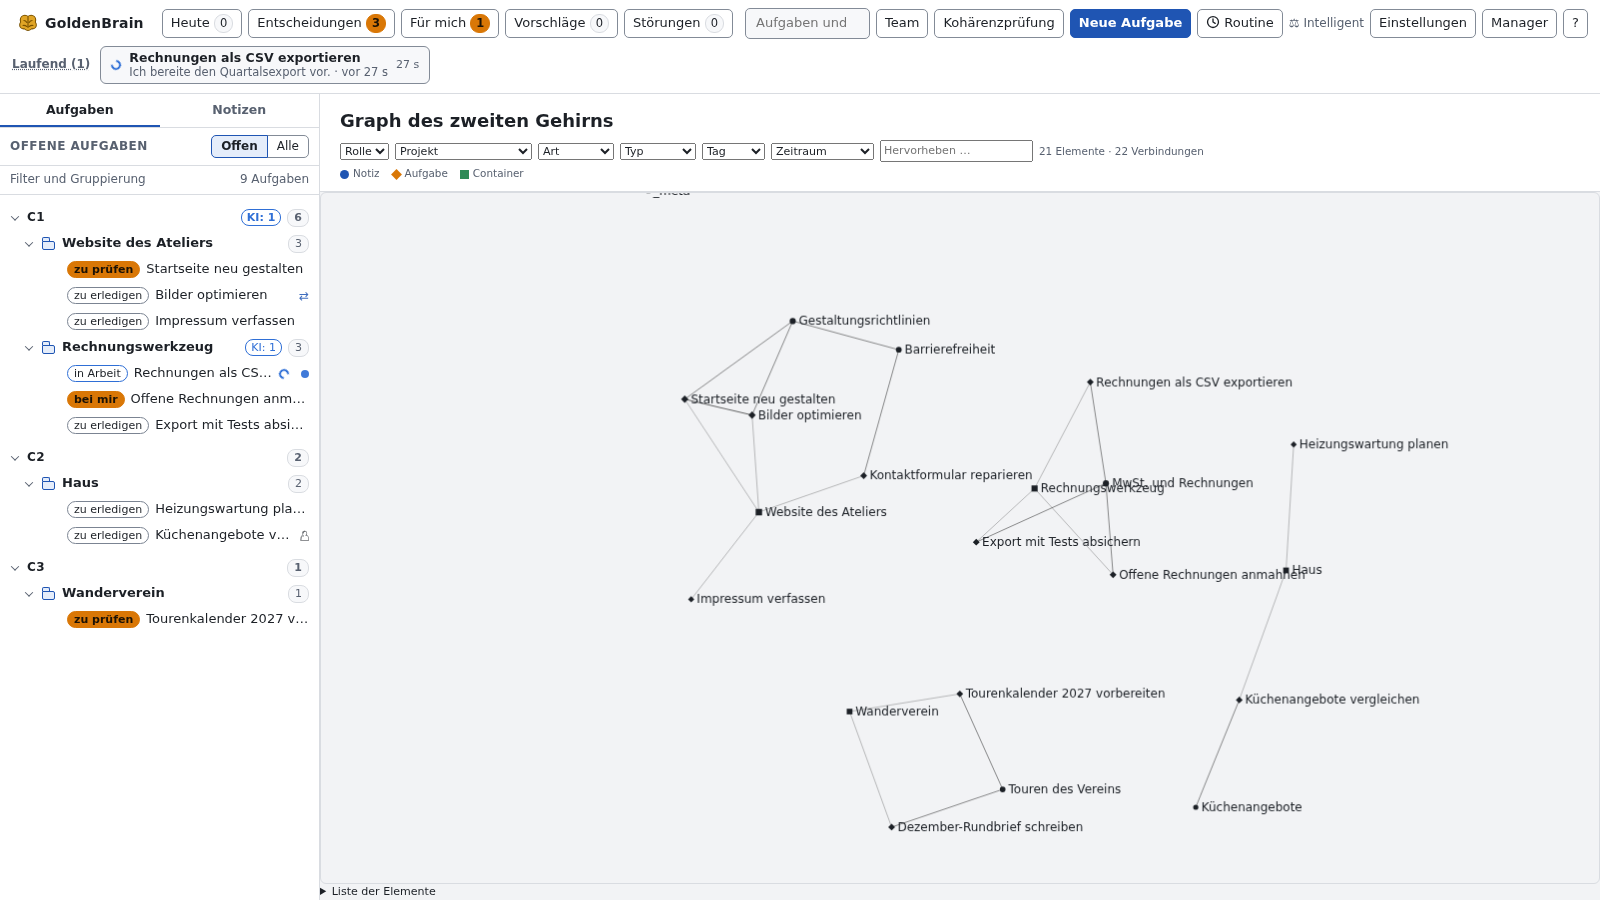 GoldenBrain
Heute 0
Entscheidungen 3
Für mich 1
Vorschläge 0
Störungen 0
Aufgaben und
Team
Kohärenzprüfung
Neue Aufgabe
Routine
Intelligent
Einstellungen
Manager
?
Laufend (1)
Rechnungen als CSV exportieren
Ich bereite den Quartalsexport vor. · vor 27 s
27 s
Aufgaben
Notizen
OFFENE AUFGABEN
Offen
Alle
Filter und Gruppierung
9 Aufgaben
C1 KI: 1 6
Website des Ateliers 3
zu prüfen Startseite neu gestalten
zu erledigen Bilder optimieren
zu erledigen Impressum verfassen
Rechnungswerkzeug KI: 1 3
in Arbeit Rechnungen als CS…
bei mir Offene Rechnungen anm…
zu erledigen Export mit Tests absi…
C2 2
Haus 2
zu erledigen Heizungswartung pla…
zu erledigen Küchenangebote v…
C3 1
Wanderverein 1
zu prüfen Tourenkalender 2027 v…
Graph des zweiten Gehirns
Rolle
Projekt
Art
Typ
Tag
Zeitraum
Hervorheben …
21 Elemente · 22 Verbindungen
Notiz
Aufgabe
Container
Gestaltungsrichtlinien
Barrierefreiheit
Rechnungen als CSV exportieren
Startseite neu gestalten
Bilder optimieren
Heizungswartung planen
Kontaktformular reparieren
MwSt. und Rechnungen
Rechnungswerkzeug
Website des Ateliers
Export mit Tests absichern
Offene Rechnungen anmahnen
Haus
Impressum verfassen
Tourenkalender 2027 vorbereiten
Küchenangebote vergleichen
Wanderverein
Touren des Vereins
Küchenangebote
Dezember-Rundbrief schreiben
Liste der Elemente